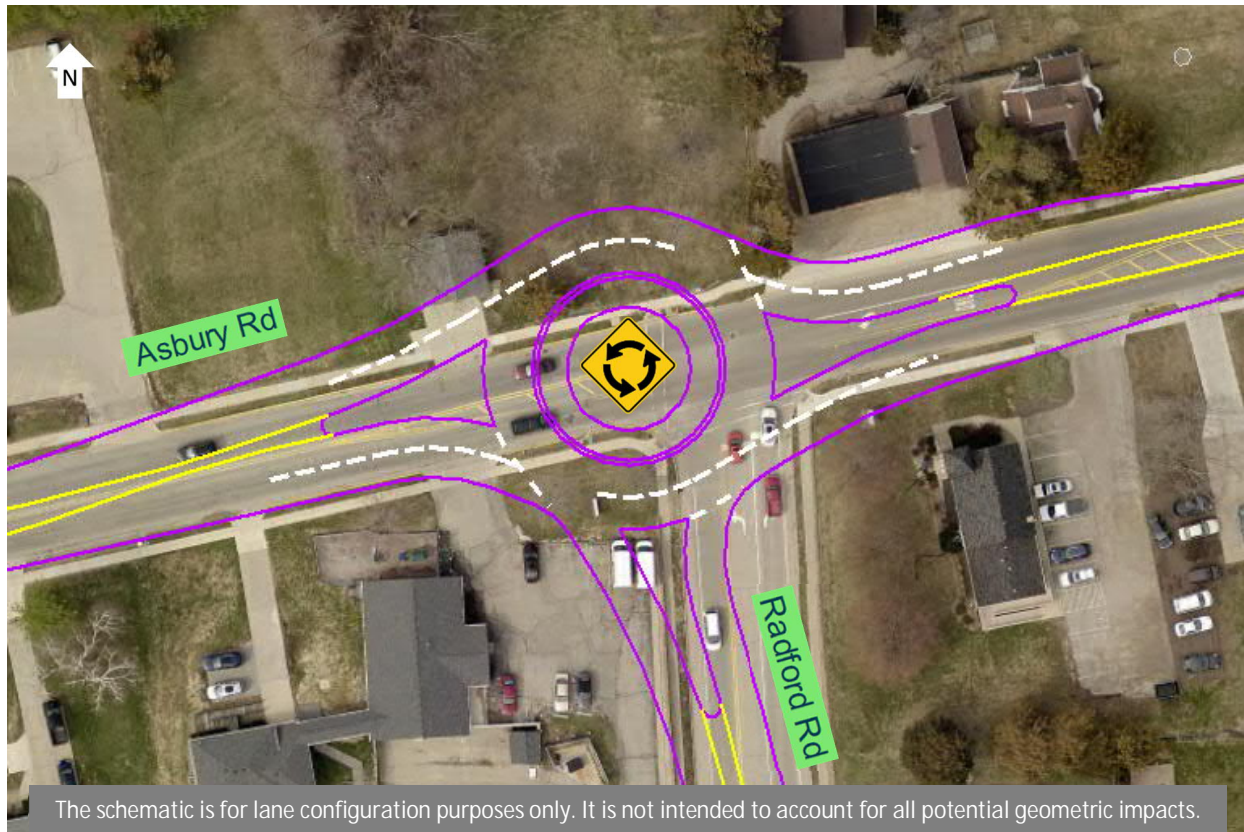 N
Asbury Rd
Radford Rd
The schematic is for lane configuration purposes only. It is not intended to account for all potential geometric impacts.